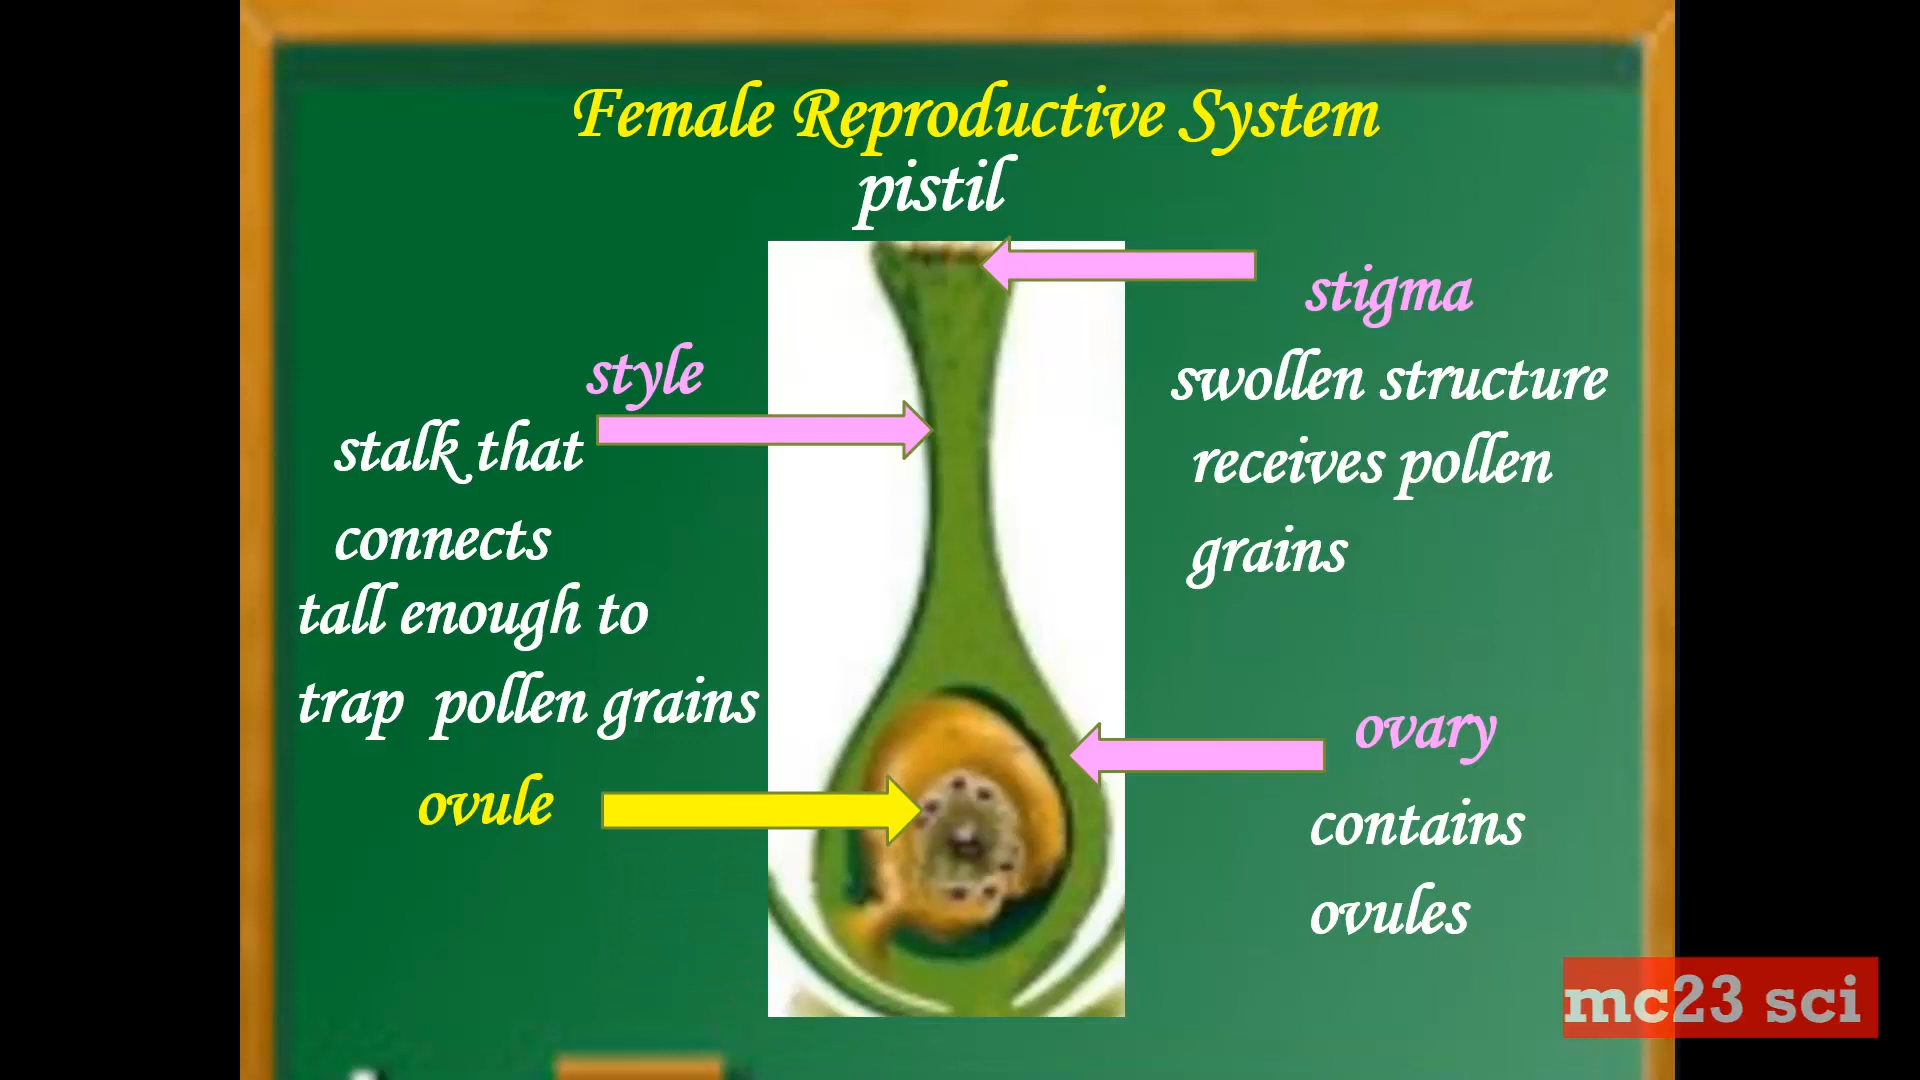 Female Reproductive System
pistil
stigma
swollen structure
receives pollen
grains
style
stalk that
connects
tall enough to
trap pollen grains
ovule
ovary
contains
ovules
mc23 sci